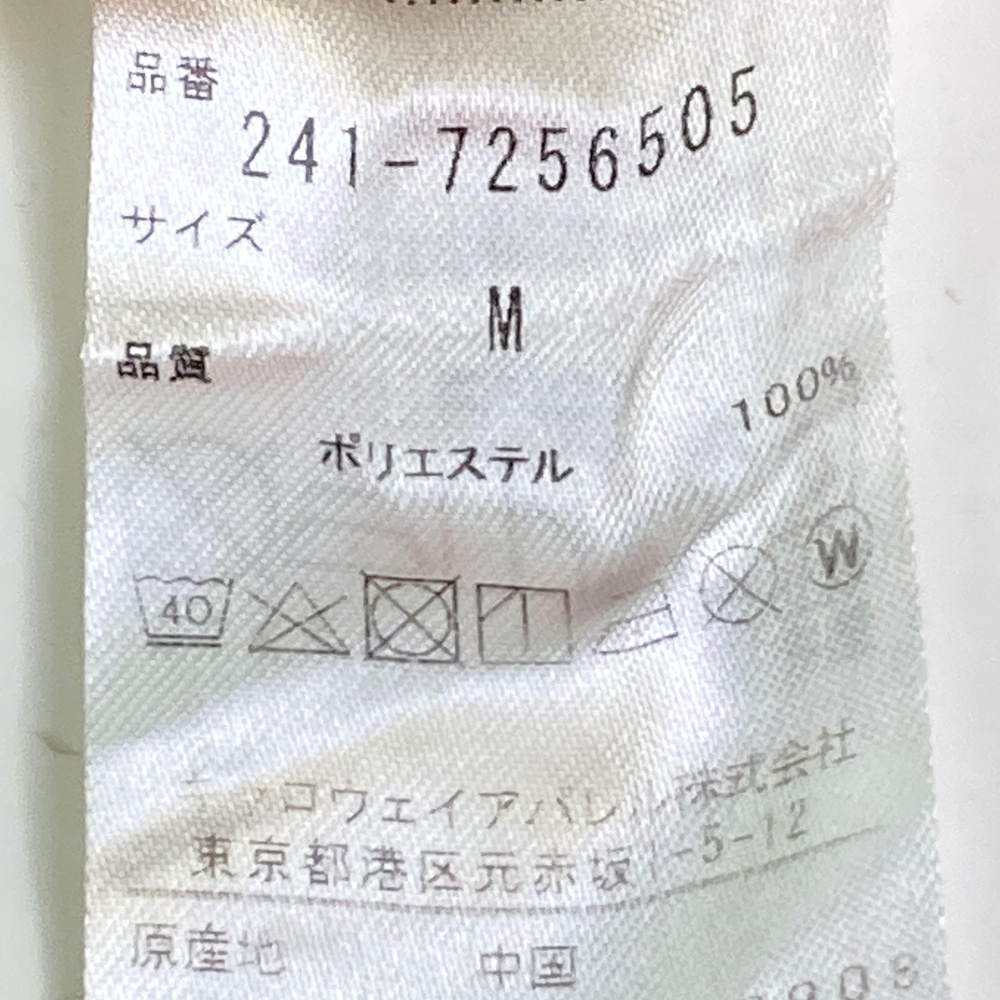 品番
241-7256505
サイズ
M
品質
100%
ポリエステル
40
W
コウェイアパレル株式会社
東京都港区元赤坂1-5-12
原産地 中国